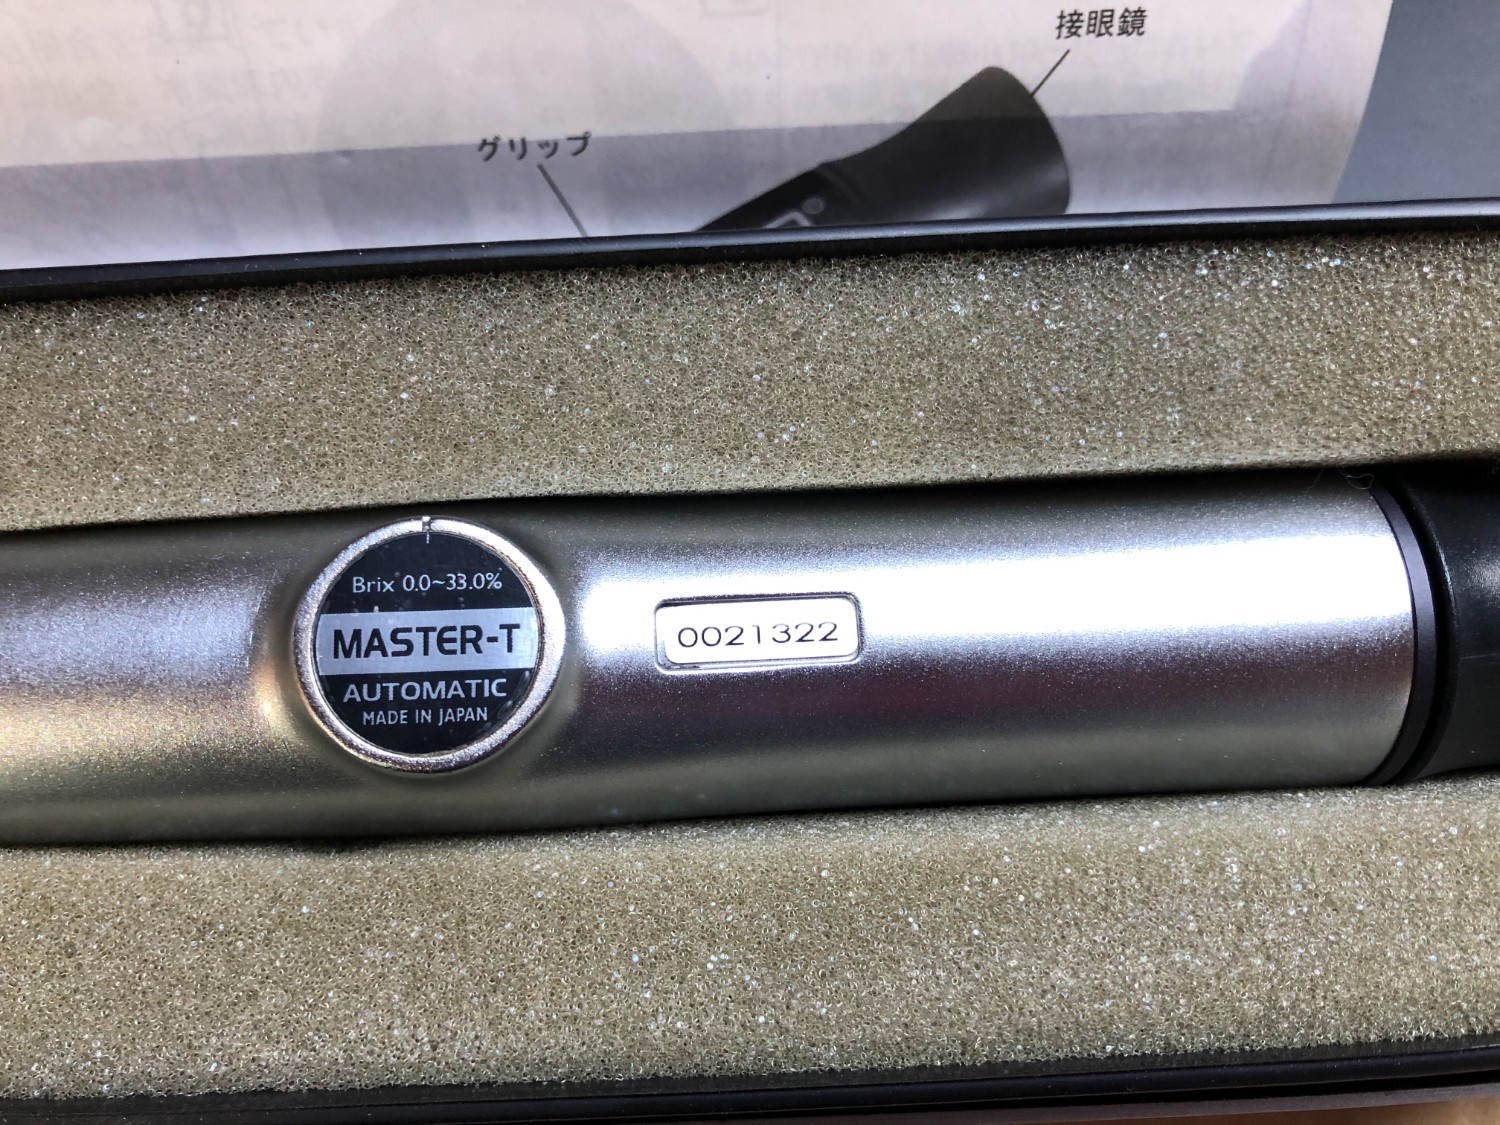 接眼鏡
グリップ
Brix 0.0~33.0%
MASTER-T
AUTOMATIC
MADE IN JAPAN
0021322